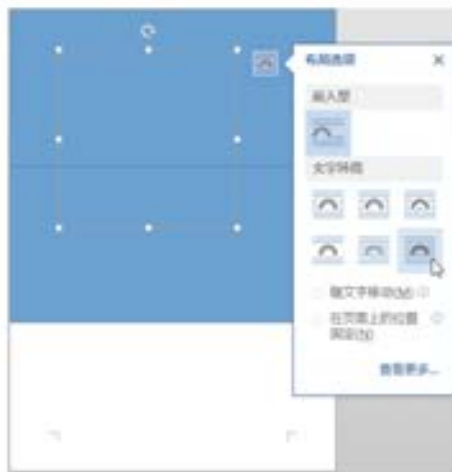 布局选项
嵌入型
文字环绕
随文字移动(M)
在页面上的位置
固定(N)
查看更多...